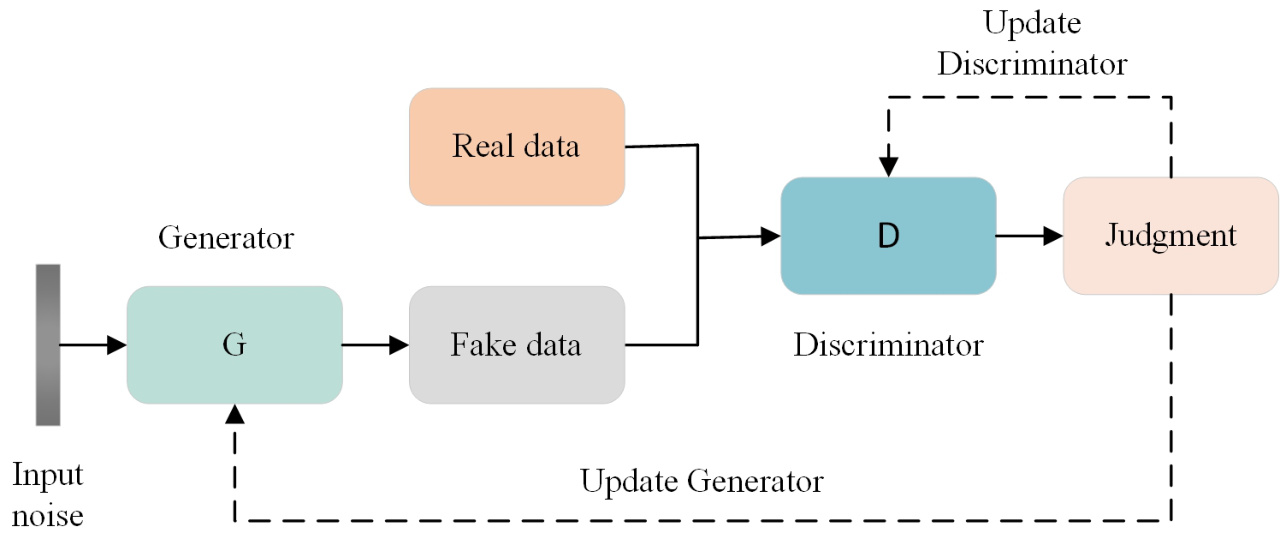 Update
Discriminator
Real data
Generator
D
Judgment
G
Fake data
Discriminator
Input
noise
Update Generator